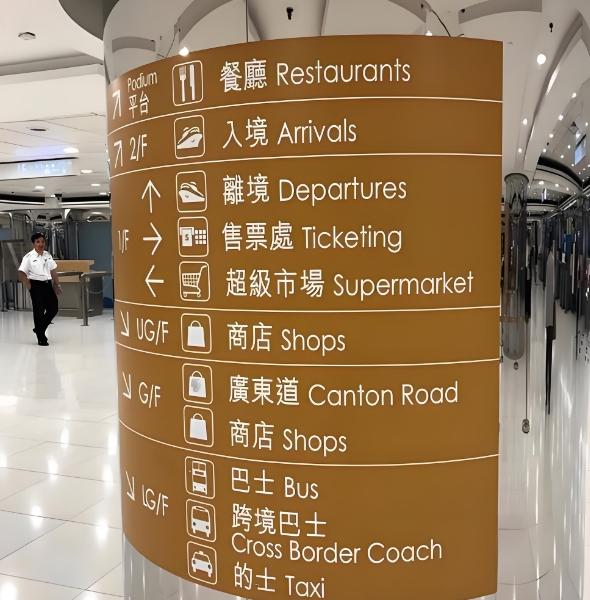 Podium
平台
餐廳 Restaurants
2/F 入境 Arrivals
離境 Departures
1/F 售票處 Ticketing
超級市場 Supermarket
UG/F 商店 Shops
廣東道 Canton Road
G/F
商店 Shops
巴士 Bus
LG/F
跨境巴士
Cross Border Coach
的士 Taxi